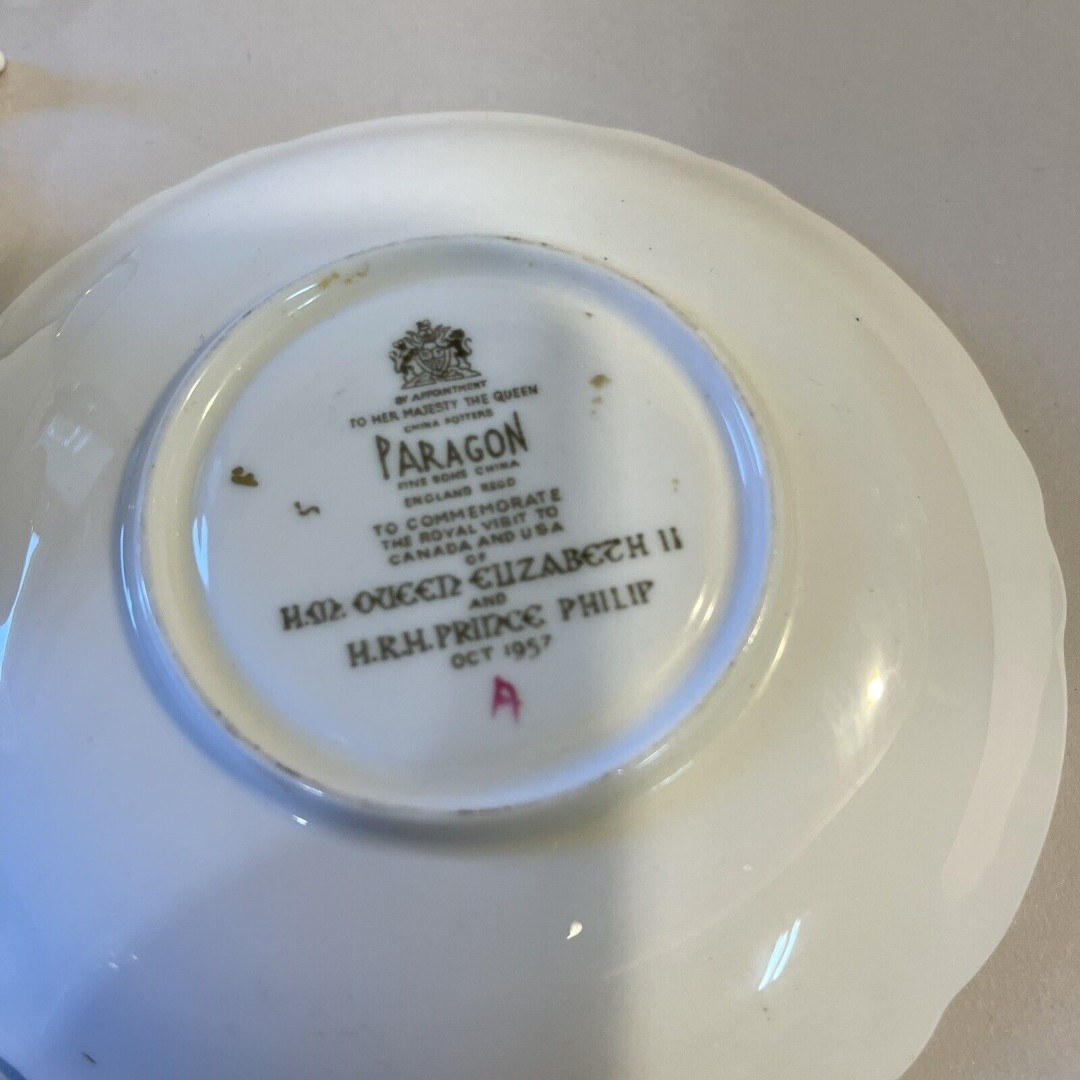 BY APPOINTMENT
TO HER MAJESTY THE QUEEN
CHINA POTTERS
PARAGON
FINE BONE CHINA
ENGLAND REGD
TO COMMEMORATE
THE ROYAL VISIT TO
CANADA AND USA
OF
H.M. QUEEN ELIZABETH II
AND
H.R.H. PRINCE PHILIP
OCT 1957
A